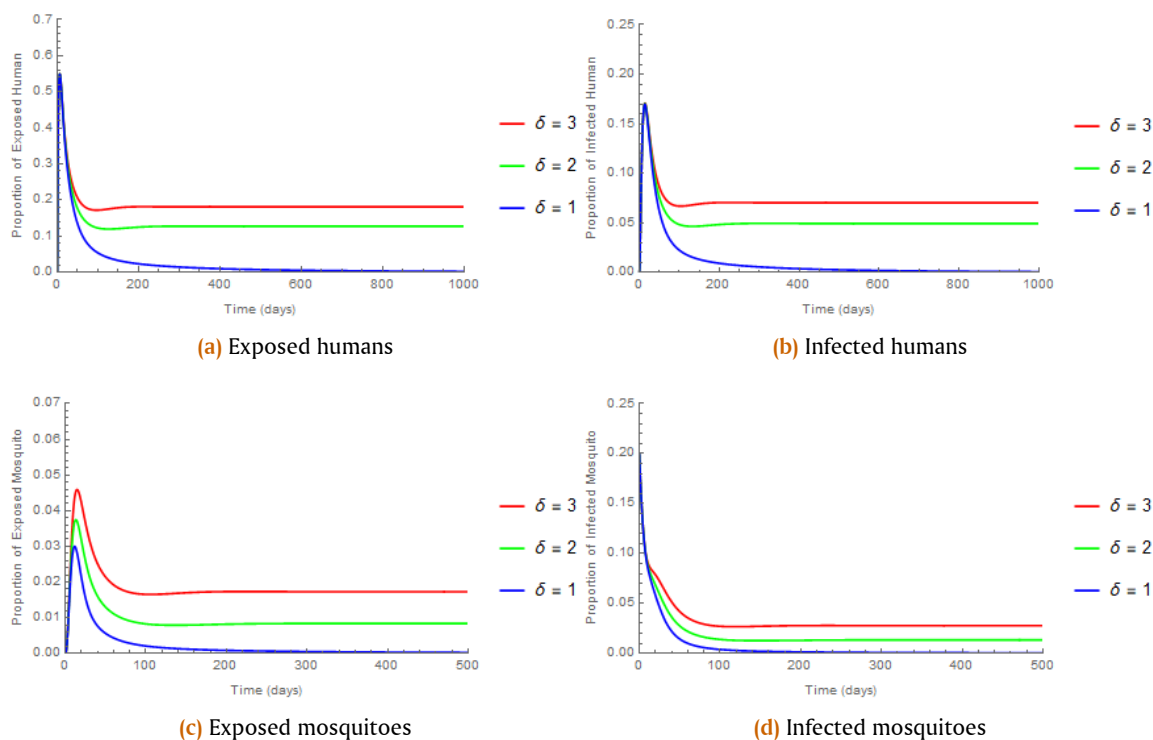 Proportion of Exposed Human
0.7
0.6
0.5
0.4
0.3
0.2
0.1
0.0
0
200
400
600
800
1000
Time (days)
δ = 3
δ = 2
δ = 1
(a) Exposed humans
Proportion of Infected Human
0.25
0.20
0.15
0.10
0.05
0.00
0
200
400
600
800
1000
Time (days)
δ = 3
δ = 2
δ = 1
(b) Infected humans
Proportion of Exposed Mosquito
0.07
0.06
0.05
0.04
0.03
0.02
0.01
0.00
0
100
200
300
400
500
Time (days)
δ = 3
δ = 2
δ = 1
(c) Exposed mosquitoes
Proportion of Infected Mosquito
0.25
0.20
0.15
0.10
0.05
0.00
0
100
200
300
400
500
Time (days)
δ = 3
δ = 2
δ = 1
(d) Infected mosquitoes